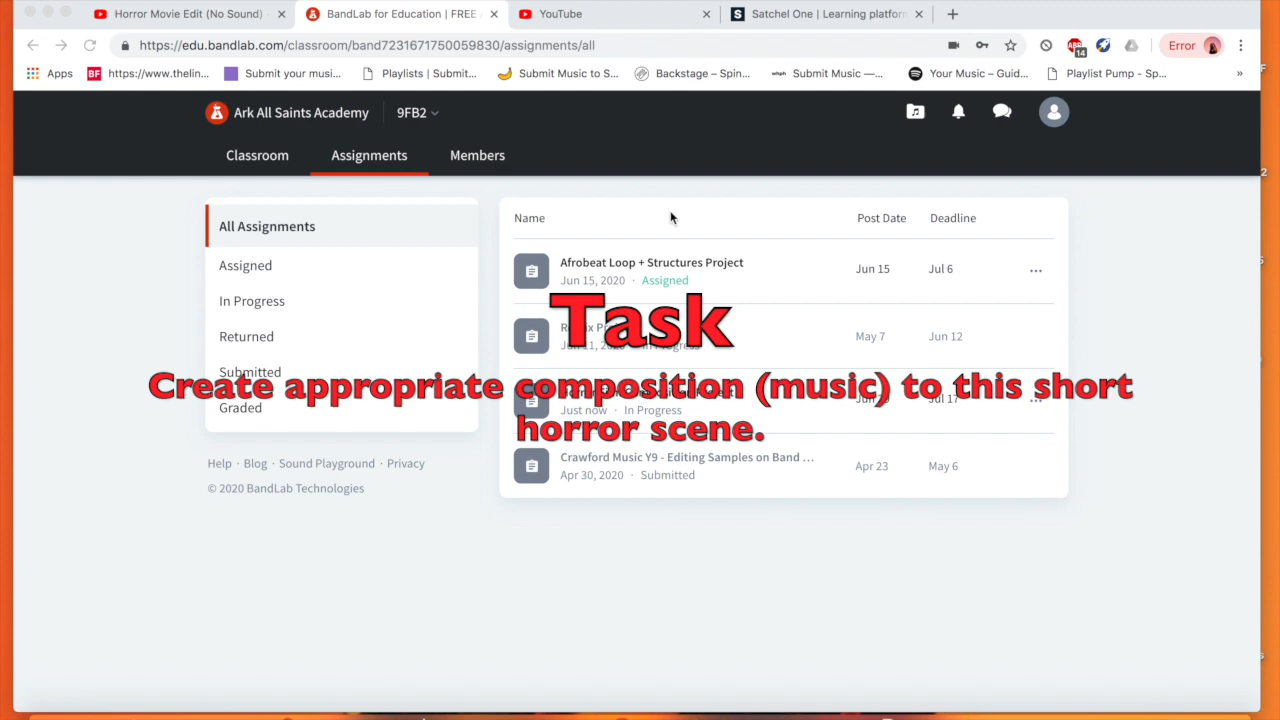 Horror Movie Edit (No Sound)
BandLab for Education | FREE
YouTube
Satchel One | Learning platfor
https://edu.bandlab.com/classroom/band7231671750059830/assignments/all
14
Error
Apps
BF https://www.thelin...
Submit your musi...
Playlists | Submit...
Submit Music to S...
Backstage – Spin...
Submit Music —...
Your Music – Guid...
Playlist Pump - Sp...
»
Ark All Saints Academy
9FB2
Classroom
Assignments
Members
All Assignments
Assigned
In Progress
Returned
Submitted
Graded
Help · Blog · Sound Playground · Privacy
© 2020 BandLab Technologies
Name Post Date Deadline
Afrobeat Loop + Structures Project
Jun 15, 2020 · Assigned
Jun 15 Jul 6
May 7 Jun 12
Just now · In Progress
Jul 17
Crawford Music Y9 - Editing Samples on Band ...
Apr 30, 2020 · Submitted
Apr 23 May 6
Task
Create appropriate composition (music) to this short
horror scene.